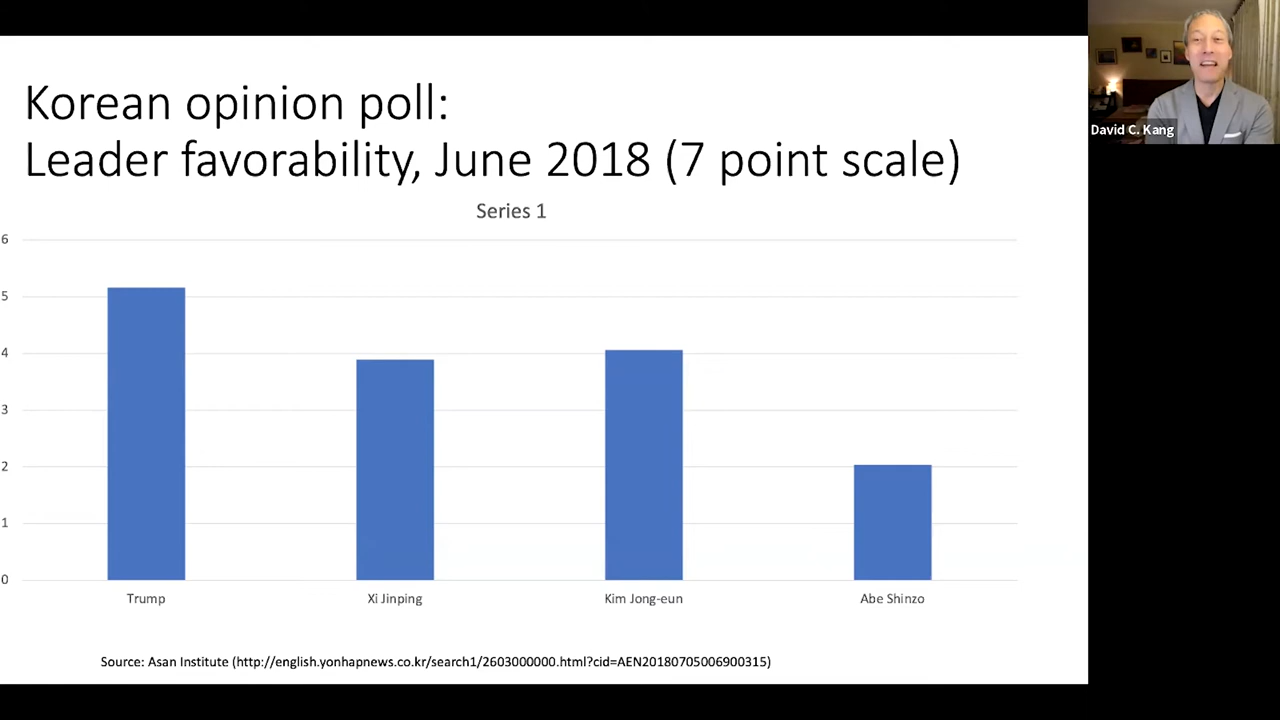 Korean opinion poll:
Leader favorability, June 2018 (7 point scale)
Series 1
6
5
4
3
2
1
0
Trump
Xi Jinping
Kim Jong-eun
Abe Shinzo
Source: Asan Institute (http://english.yonhapnews.co.kr/search1/2603000000.html?cid=AEN20180705006900315)
David C. Kang